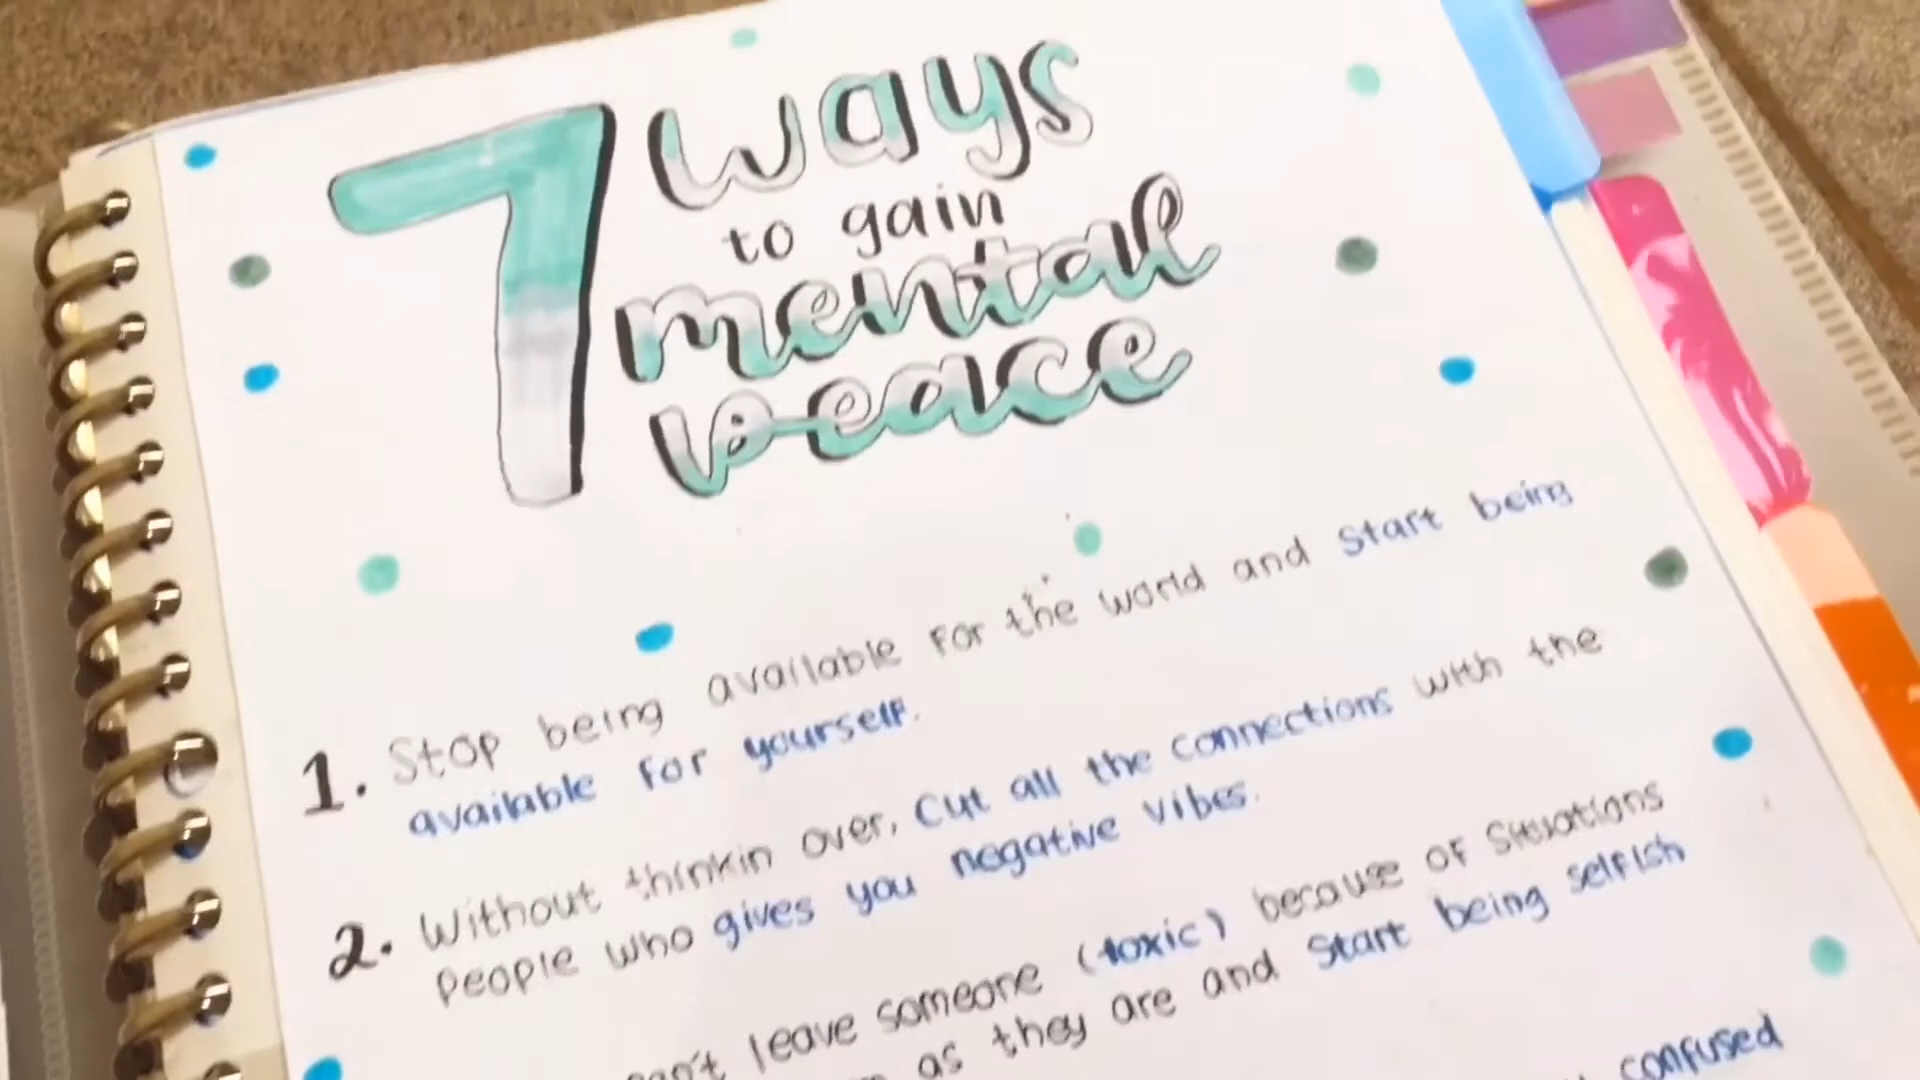 7 ways
to gain
mental
peace
1. Stop being available for the world and start being
available for yourself.
2. Without thinkin over, Cut all the connections with the
people who gives you negative vibes.
can't leave someone (toxic) because of situations
as they are and start being selfish
confused